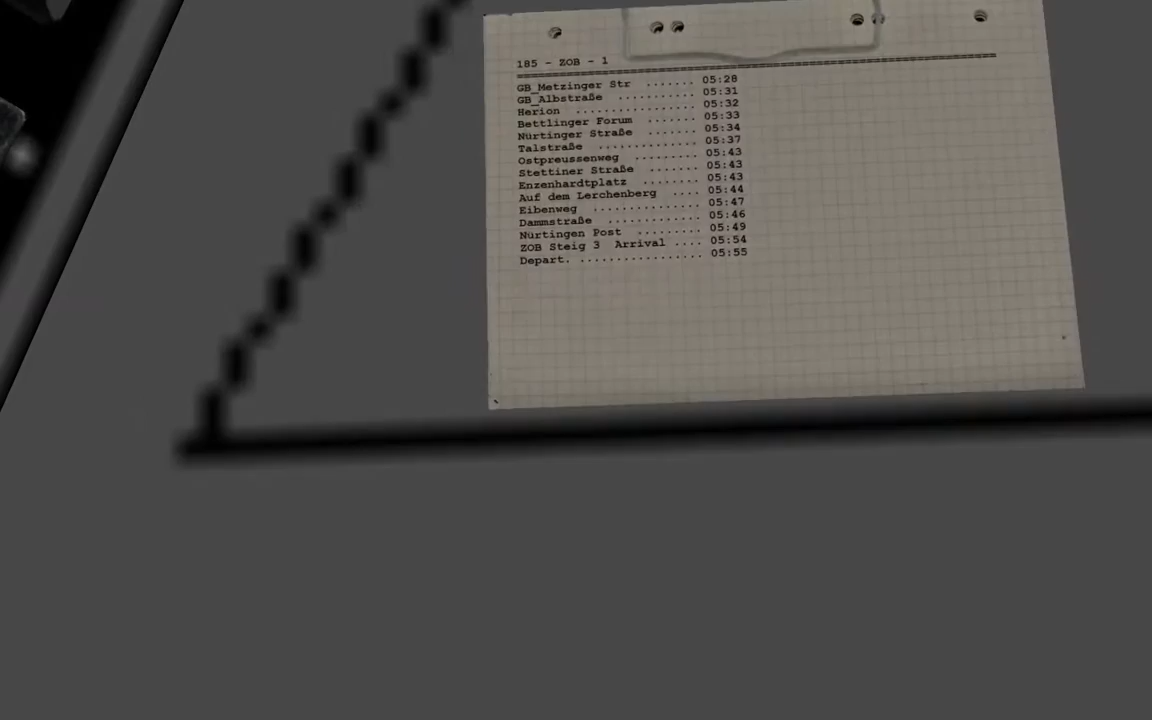 185 - ZOB - 1
GB_Metzinger Str ....... 05:28
GB_Albstraße ........... 05:31
Herion ................. 05:32
Bettlinger Forum ....... 05:33
Nürtinger Straße ....... 05:34
Talstraße .............. 05:37
Ostpreussenweg ......... 05:43
Stettiner Straße ....... 05:43
Enzenhardtplatz ........ 05:43
Auf dem Lerchenberg .... 05:44
Eibenweg ............... 05:47
Dammstraße ............. 05:46
Nürtingen Post ......... 05:49
ZOB Steig 3  Arrival .... 05:54
Depart. ................. 05:55